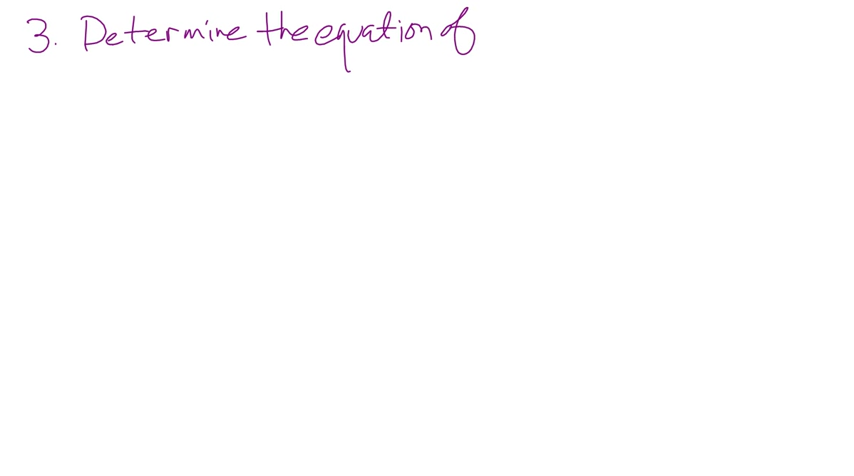 3. Determine the equation of